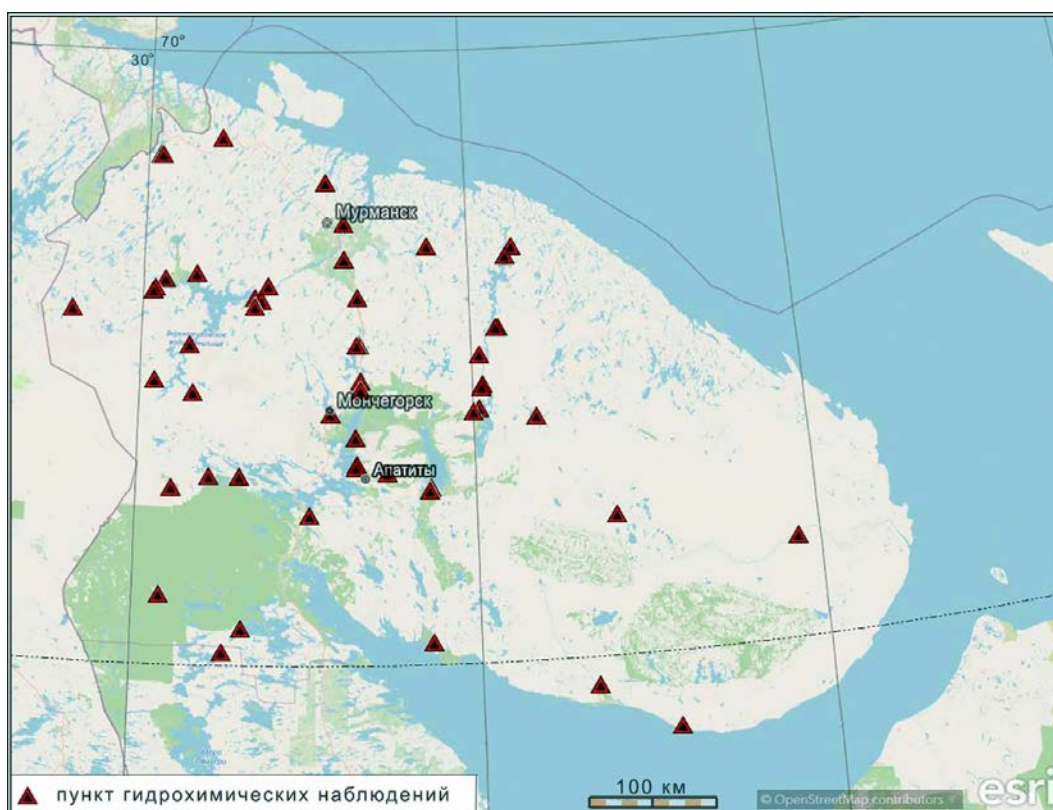 70°
30°
Мурманск
Мончегорск
Апатиты
100 км
пункт гидрохимических наблюдений
© OpenStreetMap contributors
esri